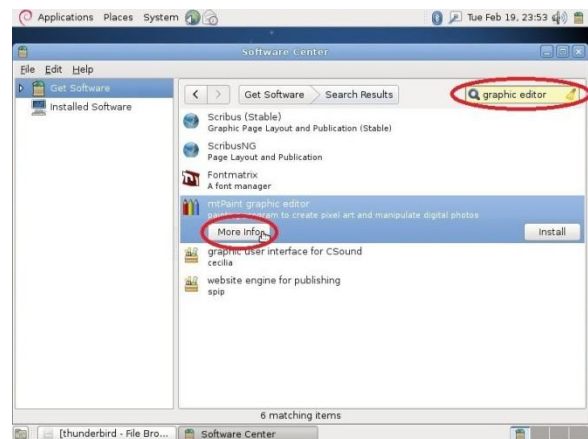 Applications Places System Tue Feb 19, 23:53
Software Center
File Edit Help
Get Software
Installed Software
Get Software Search Results
graphic editor
Scribus (Stable)
Graphic Page Layout and Publication (Stable)
ScribusNG
Page Layout and Publication
Fontmatrix
A font manager
mtPaint graphic editor
painting program to create pixel art and manipulate digital photos
More Info Install
graphic user interface for CSound
cecilia
website engine for publishing
spip
6 matching items
[thunderbird - File Bro... Software Center